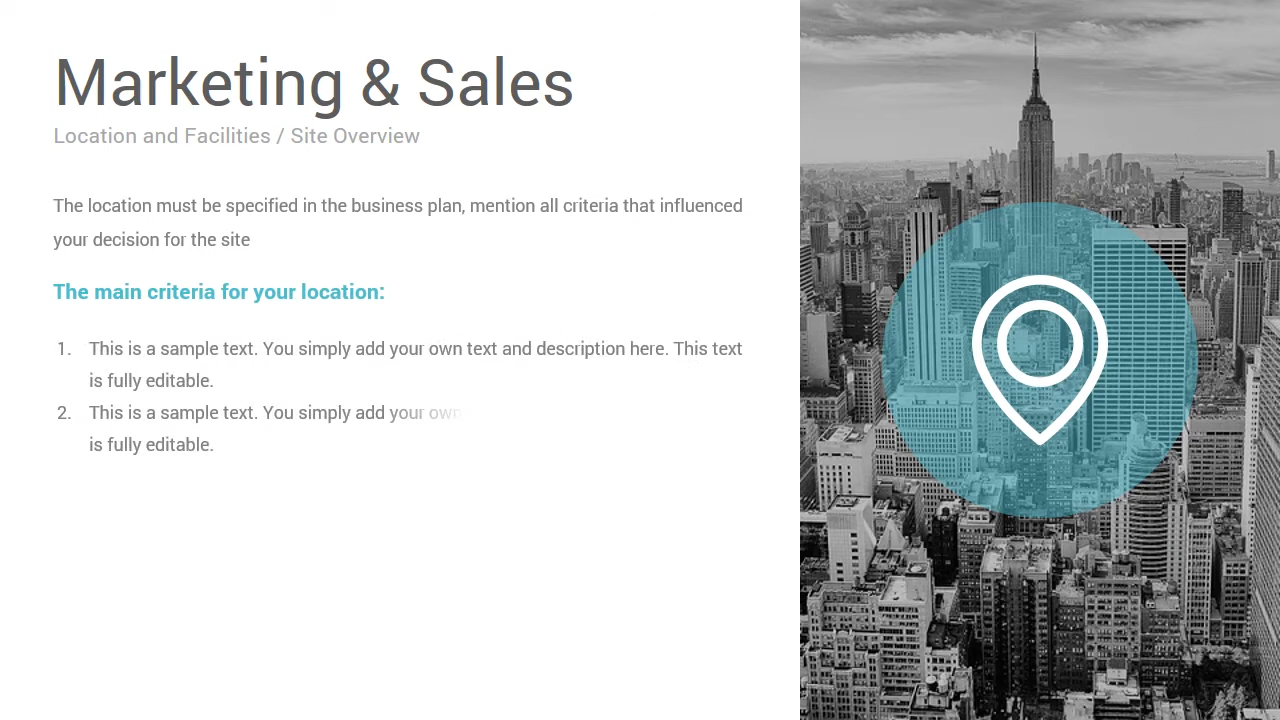 Marketing & Sales
Location and Facilities / Site Overview
The location must be specified in the business plan, mention all criteria that influenced
your decision for the site
The main criteria for your location:
1. This is a sample text. You simply add your own text and description here. This text
is fully editable.
2. This is a sample text. You simply add your own
is fully editable.